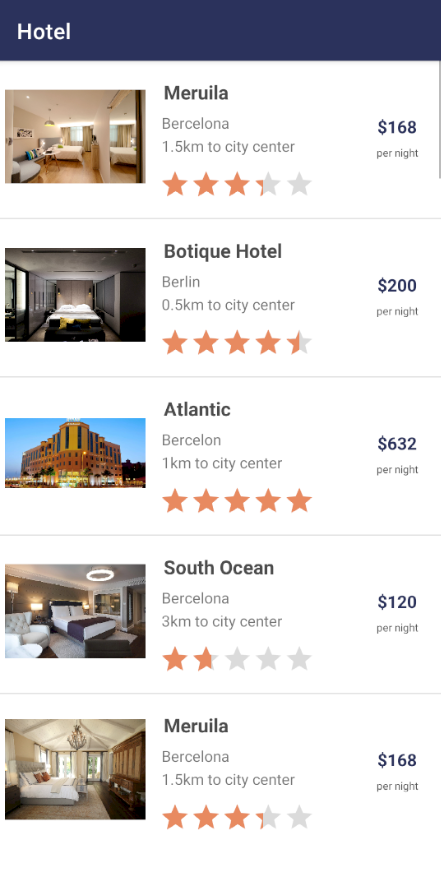 Hotel
Meruila
Bercelona
1.5km to city center
$168
per night
Botique Hotel
Berlin
0.5km to city center
$200
per night
Atlantic
Bercelon
1km to city center
$632
per night
South Ocean
Bercelona
3km to city center
$120
per night
Meruila
Bercelona
1.5km to city center
$168
per night